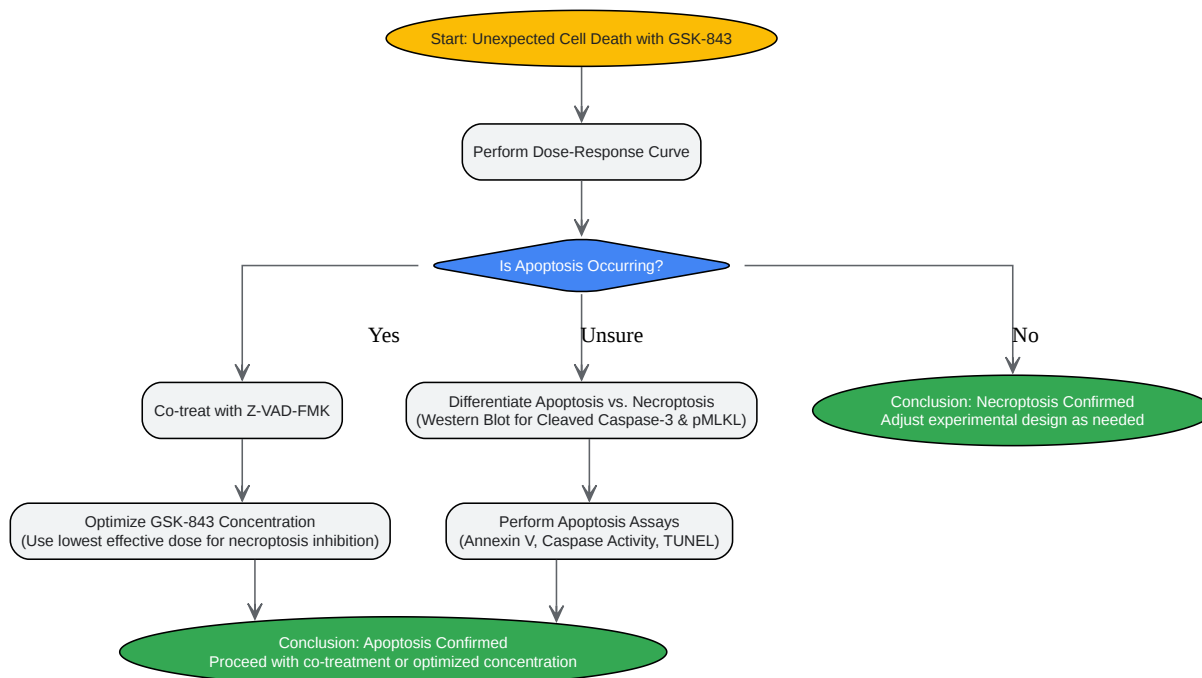 Start: Unexpected Cell Death with GSK-843
Perform Dose-Response Curve
Is Apoptosis Occurring?
Yes
Unsure
No
Co-treat with Z-VAD-FMK
Differentiate Apoptosis vs. Necroptosis
(Western Blot for Cleaved Caspase-3 & pMLKL)
Conclusion: Necroptosis Confirmed
Adjust experimental design as needed
Optimize GSK-843 Concentration
(Use lowest effective dose for necroptosis inhibition)
Perform Apoptosis Assays
(Annexin V, Caspase Activity, TUNEL)
Conclusion: Apoptosis Confirmed
Proceed with co-treatment or optimized concentration